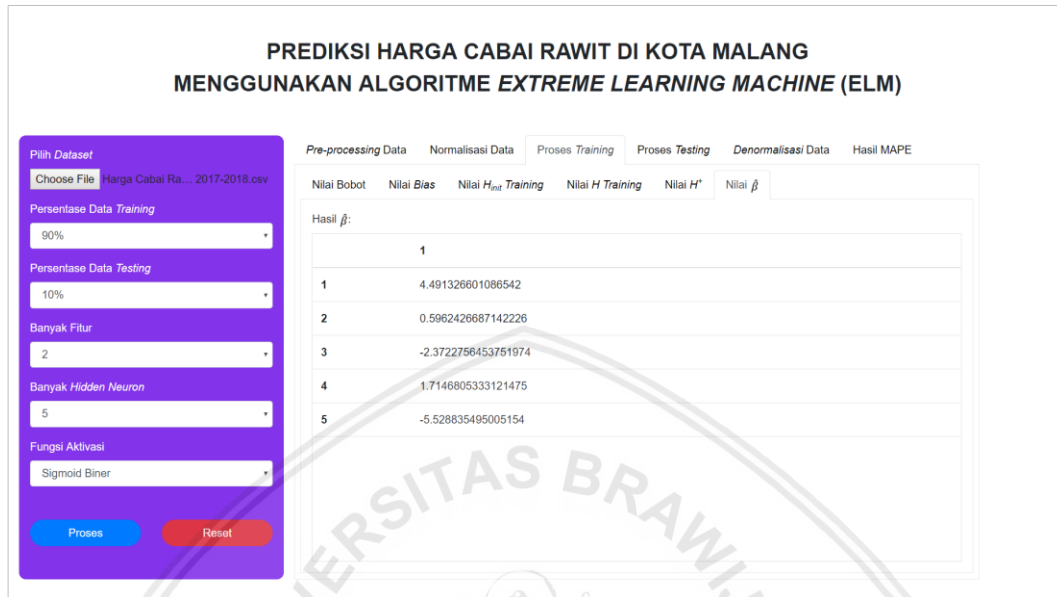 PREDIKSI HARGA CABAI RAWIT DI KOTA MALANG
MENGGUNAKAN ALGORITME EXTREME LEARNING MACHINE (ELM)
Pilih Dataset
Choose File Harga Cabai Ra... 2017-2018.csv
Persentase Data Training
90%
Persentase Data Testing
10%
Banyak Fitur
2
Banyak Hidden Neuron
5
Fungsi Aktivasi
Sigmoid Biner
Proses Reset
Pre-processing Data Normalisasi Data Proses Training Proses Testing Denormalisasi Data Hasil MAPE
Nilai Bobot Nilai Bias Nilai H_init Training Nilai H Training Nilai H⁺ Nilai β̂
Hasil β̂:
1
1 4.491326601086542
2 0.5962426687142226
3 -2.3722756453751974
4 1.7146805333121475
5 -5.528835495005154
ERSITAS BRAWIJ